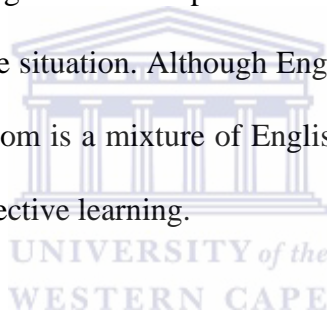 e situation. Although Eng
om is a mixture of Englis
ective learning.
UNIVERSITY of the
WESTERN CAPE